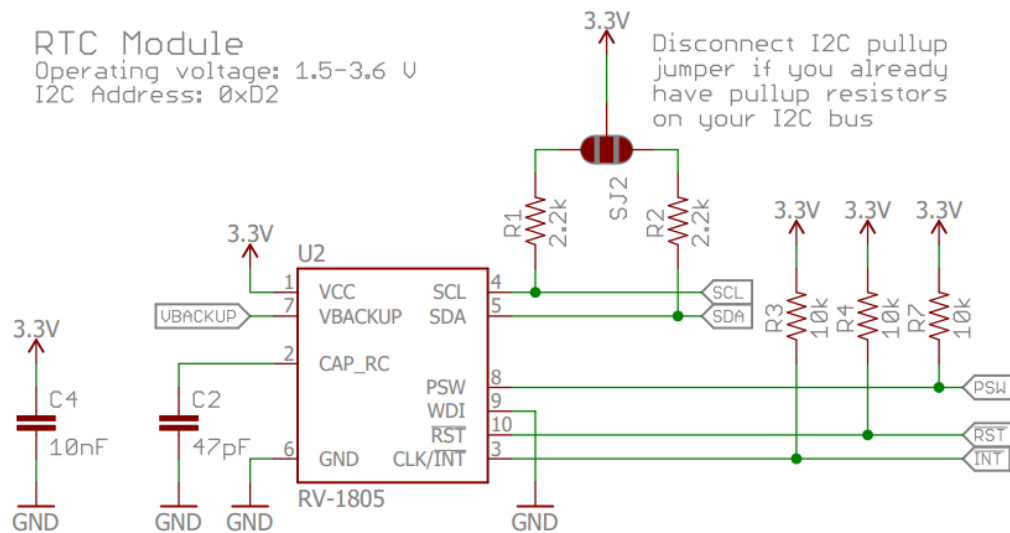 RTC Module
Operating voltage: 1.5-3.6 V
I2C Address: 0xD2
3.3V
Disconnect I2C pullup
jumper if you already
have pullup resistors
on your I2C bus
SJ2
R1
2.2k
R2
2.2k
3.3V
3.3V
3.3V
R3
10k
R4
10k
R7
10k
3.3V
U2
1 VCC
7 VBACKUP
2 CAP_RC
6 GND
SCL 4
SDA 5
PSW 8
WDI 9
RST 10
CLK/INT 3
RV-1805
VBACKUP
SCL
SDA
PSW
RST
INT
3.3V
C4
10nF
C2
47pF
GND
GND
GND
GND